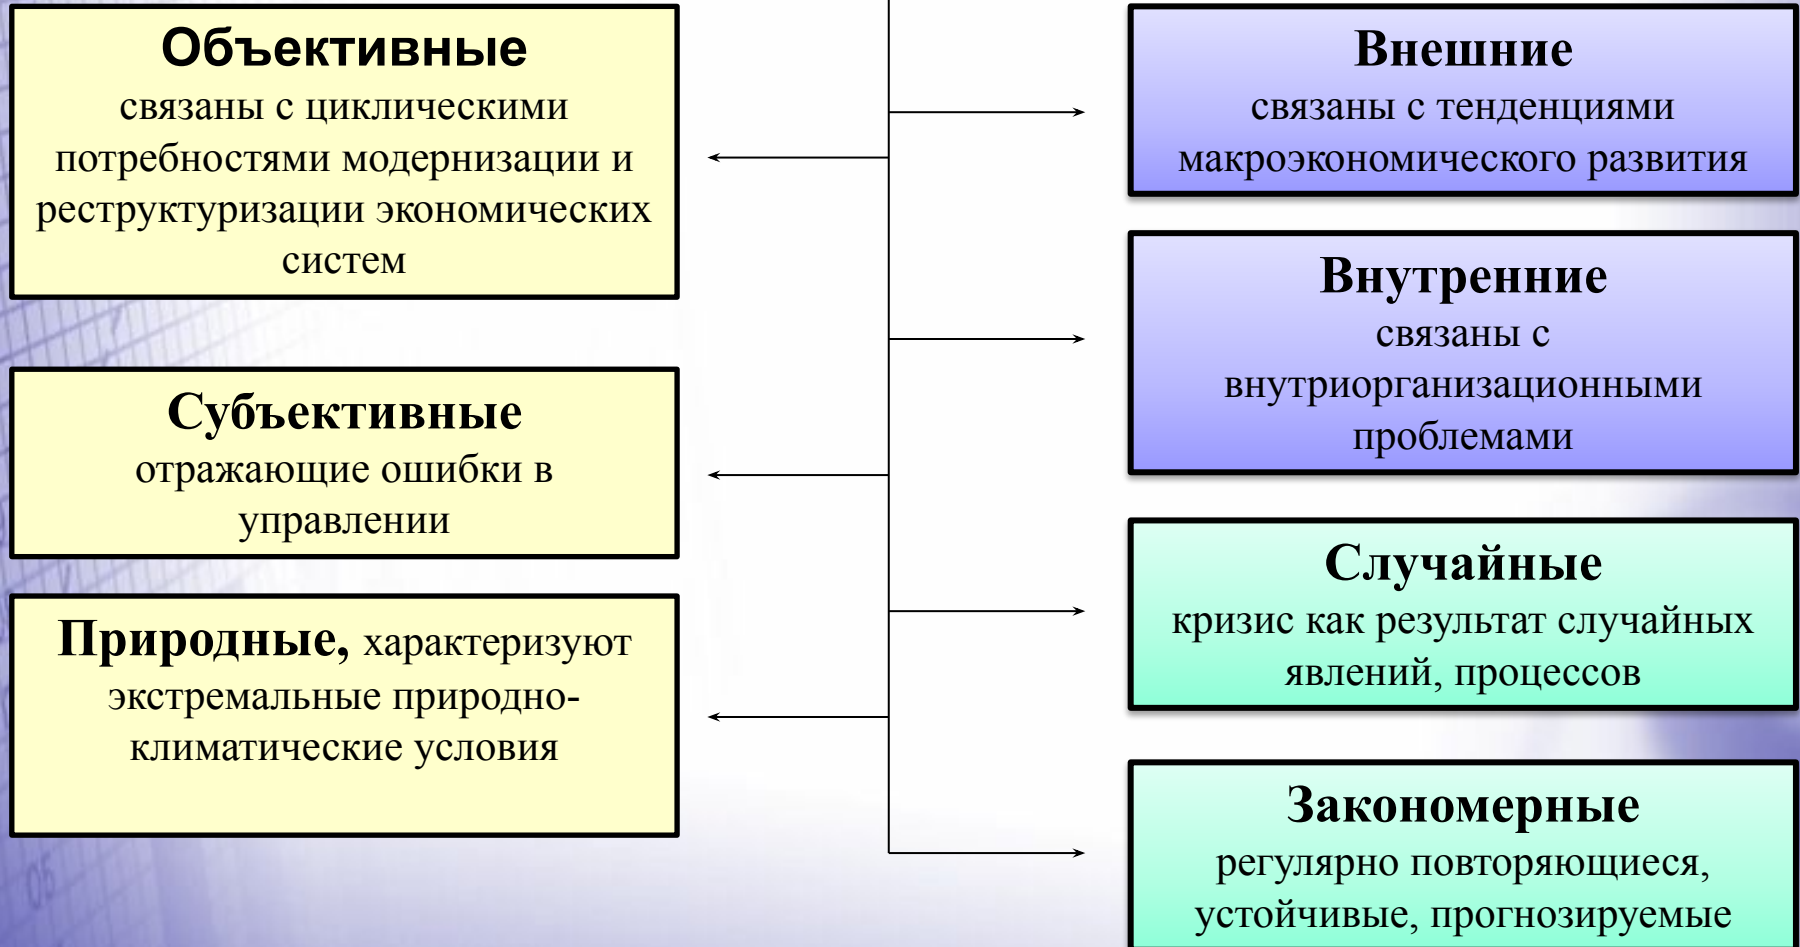 Объективные
связаны с циклическими
потребностями модернизации и
реструктуризации экономических
систем
Субъективные
отражающие ошибки в
управлении
Природные, характеризуют
экстремальные природно-
климатические условия
Внешние
связаны с тенденциями
макроэкономического развития
Внутренние
связаны с
внутриорганизационными
проблемами
Случайные
кризис как результат случайных
явлений, процессов
Закономерные
регулярно повторяющиеся,
устойчивые, прогнозируемые
05